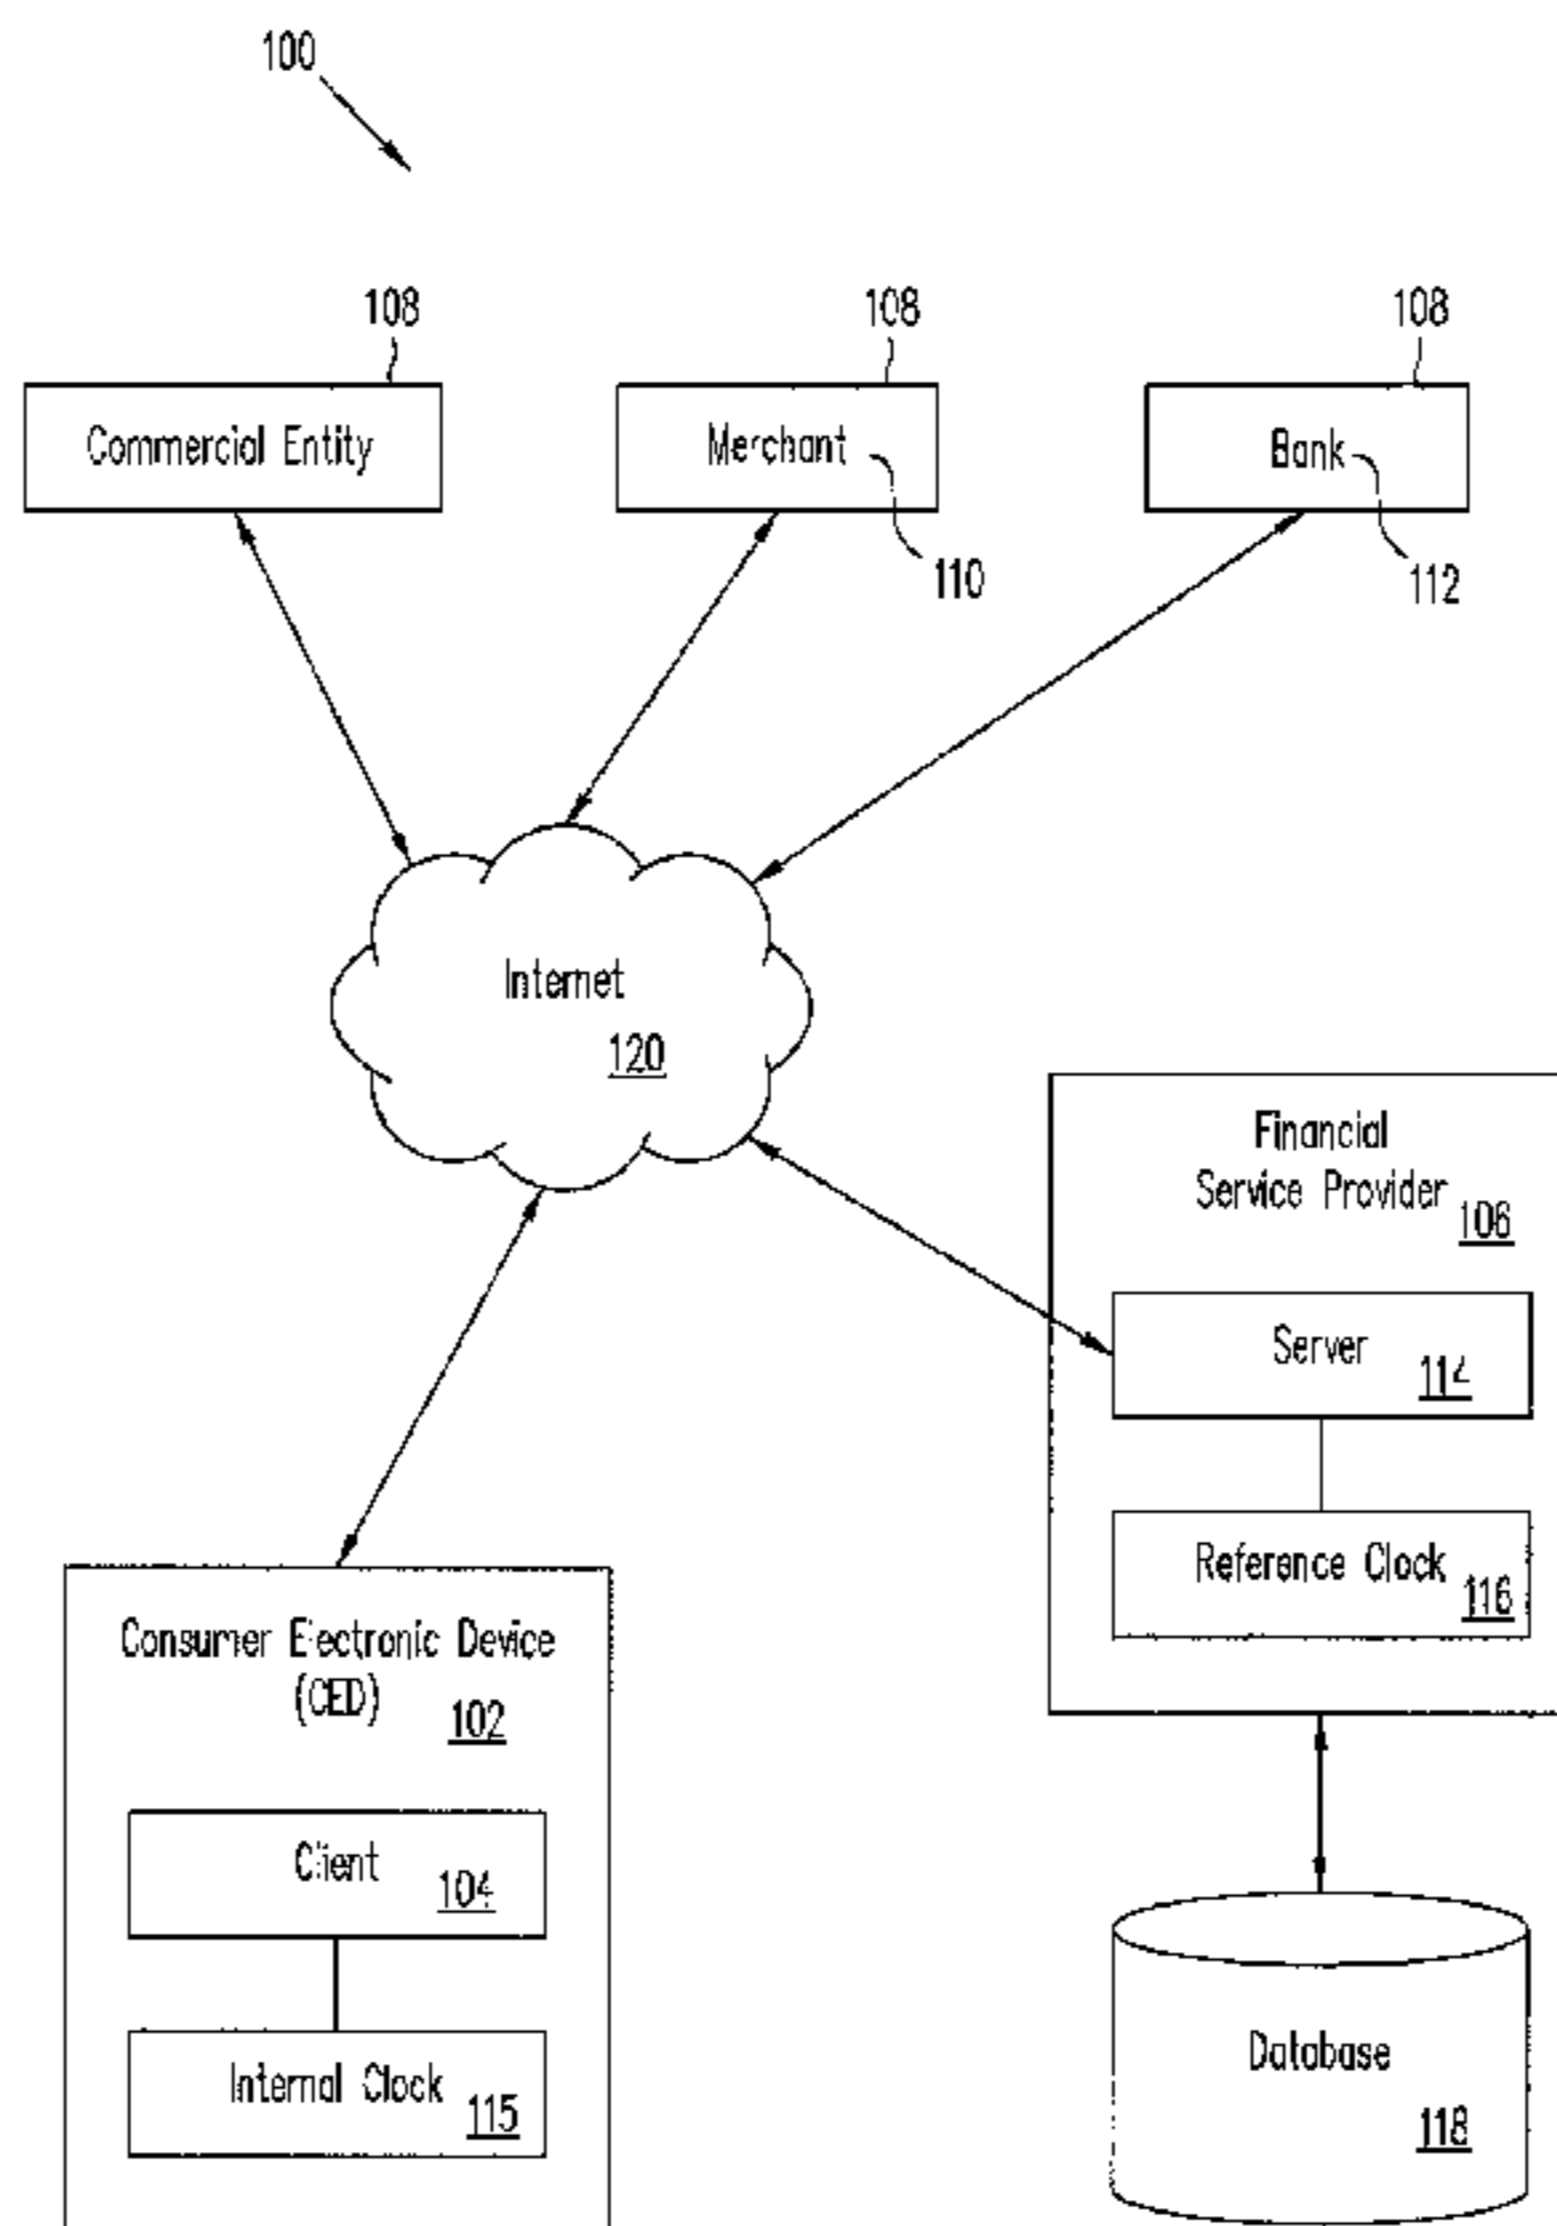 100
108
108
108
Commercial Entity
Merchant
Bank
110
112
Internet
120
Financial
Service Provider
106
Server
114
Reference Clock
116
Consumer Electronic Device
(CED)
102
Client
104
Internal Clock
115
Database
118